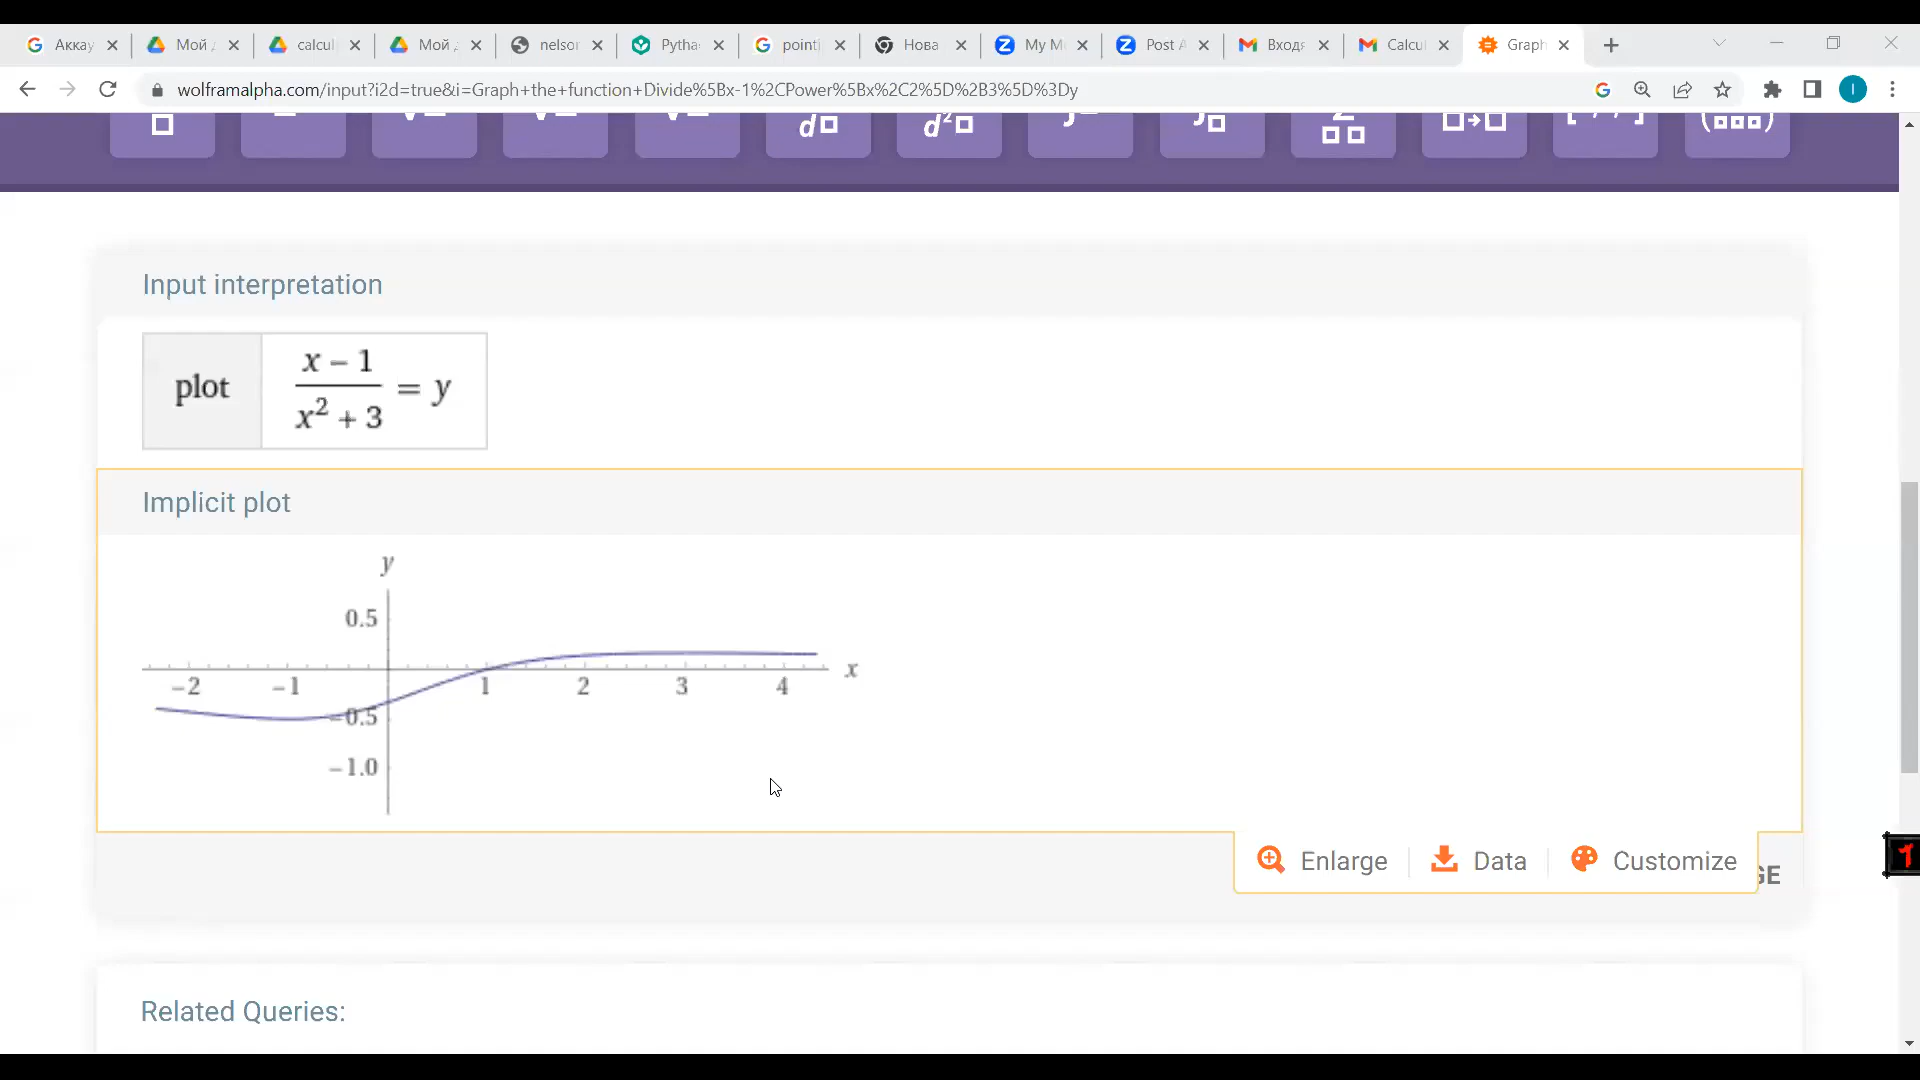 Аккау
Мой
calcul
Мой
nelson
Pytha
pointi
Нова
My M
Post A
Входя
Calcu
Graph
wolframalpha.com/input?i2d=true&i=Graph+the+function+Divide%5Bx-1%2CPower%5Bx%2C2%5D%2B3%5D%3Dy
I
Input interpretation
plot
x − 1
x² + 3
= y
Implicit plot
y
0.5
x
−2 −1 1 2 3 4
−0.5
−1.0
Enlarge
Data
Customize
GE
Related Queries: